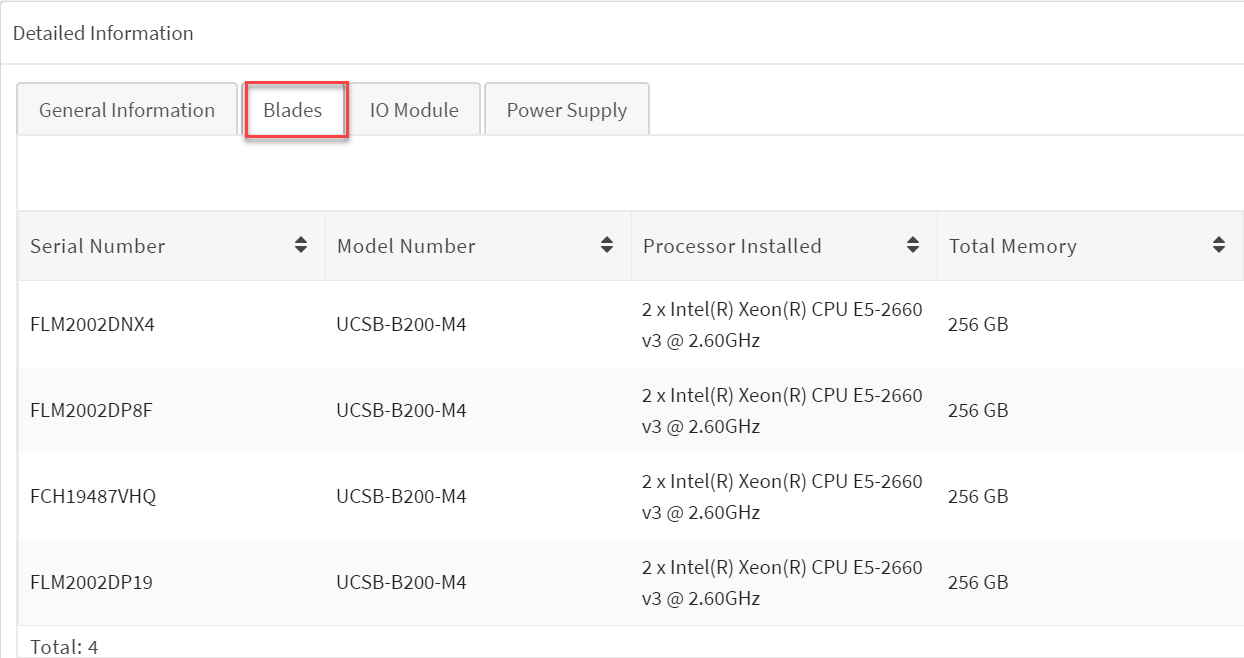 Detailed Information
General Information Blades IO Module Power Supply
Serial Number Model Number Processor Installed Total Memory
FLM2002DNX4 UCSB-B200-M4 2 x Intel(R) Xeon(R) CPU E5-2660 256 GB
v3 @ 2.60GHz
FLM2002DP8F UCSB-B200-M4 2 x Intel(R) Xeon(R) CPU E5-2660 256 GB
v3 @ 2.60GHz
FCH19487VHQ UCSB-B200-M4 2 x Intel(R) Xeon(R) CPU E5-2660 256 GB
v3 @ 2.60GHz
FLM2002DP19 UCSB-B200-M4 2 x Intel(R) Xeon(R) CPU E5-2660 256 GB
v3 @ 2.60GHz
Total: 4